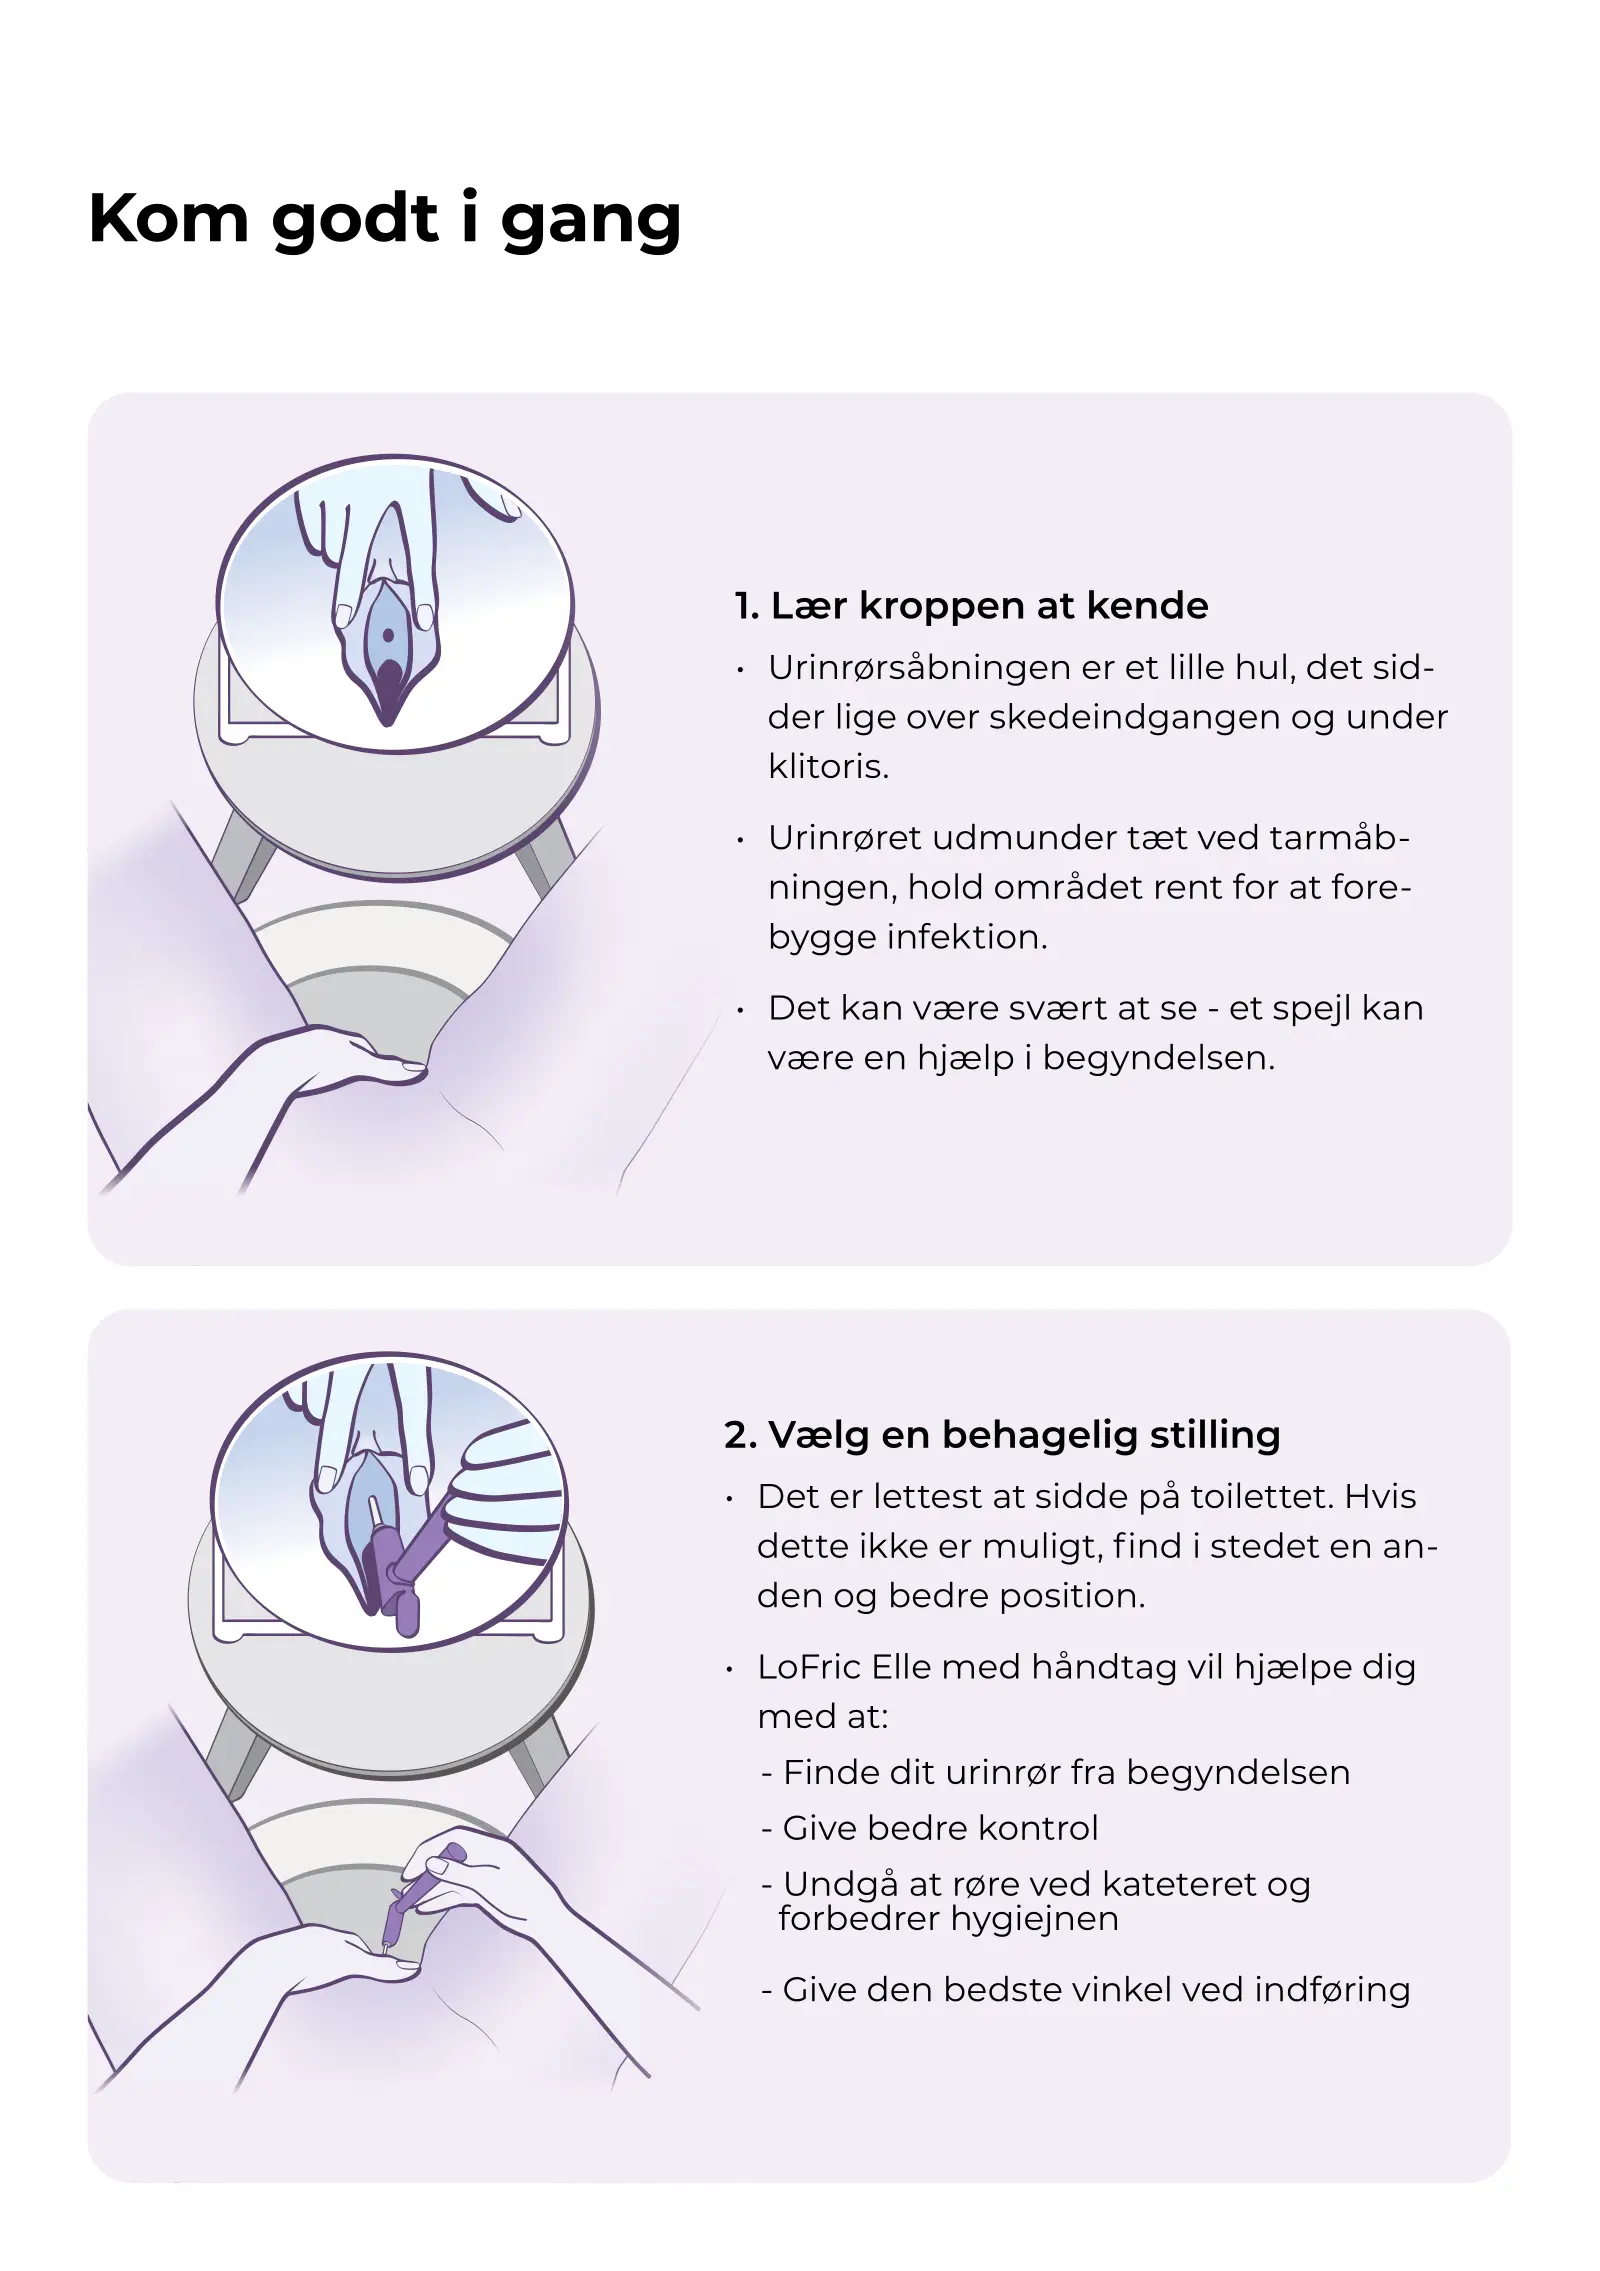 Kom godt i gang
1. Lær kroppen at kende
• Urinrørsåbningen er et lille hul, det sid-
der lige over skedeindgangen og under
klitoris.
• Urinrøret udmunder tæt ved tarmåb-
ningen, hold området rent for at fore-
bygge infektion.
• Det kan være svært at se - et spejl kan
være en hjælp i begyndelsen.
2. Vælg en behagelig stilling
• Det er lettest at sidde på toilettet. Hvis
dette ikke er muligt, find i stedet en an-
den og bedre position.
• LoFric Elle med håndtag vil hjælpe dig
med at:
- Finde dit urinrør fra begyndelsen
- Give bedre kontrol
- Undgå at røre ved kateteret og
forbedrer hygiejnen
- Give den bedste vinkel ved indføring